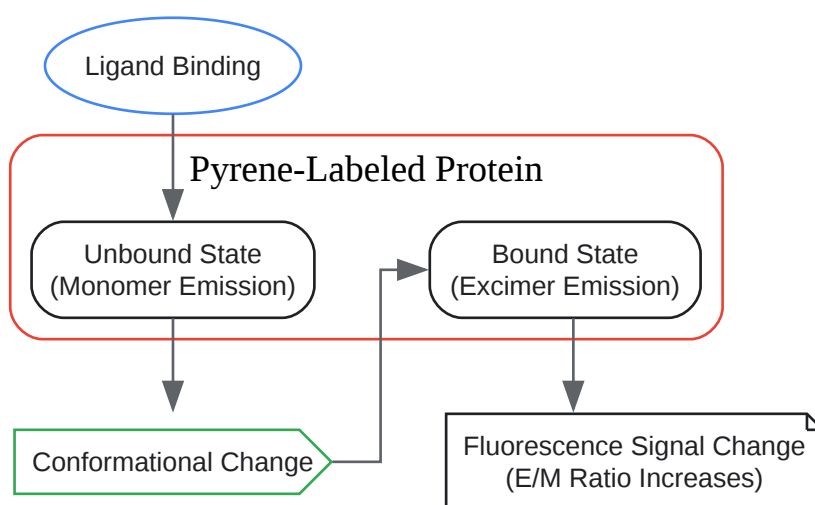 Ligand Binding
Pyrene-Labeled Protein
Unbound State
(Monomer Emission)
Bound State
(Excimer Emission)
Conformational Change
Fluorescence Signal Change
(E/M Ratio Increases)